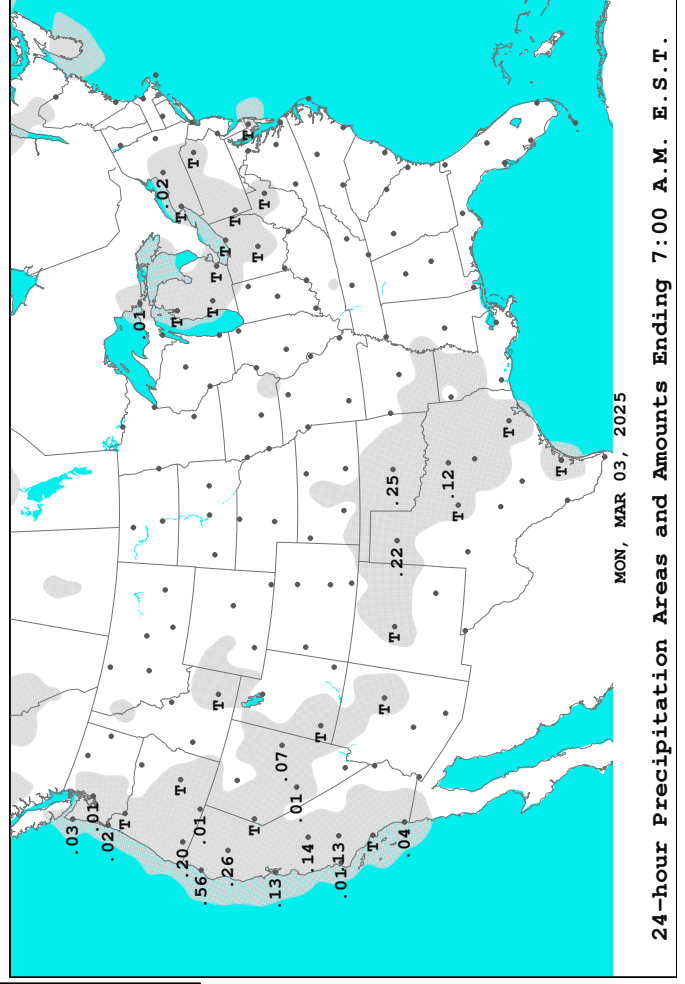 .03
.01
.02
T
.01
.02
T
T
T
.20
T
.56
.01
T
T
T
T
.26
T
T
T
T
T
.13
.07
.01
.14
T
.01
.13
T
T
.25
T
.22
.04
.12
T
T
T
MON, MAR 03, 2025
24-hour Precipitation Areas and Amounts Ending 7:00 A.M. E.S.T.